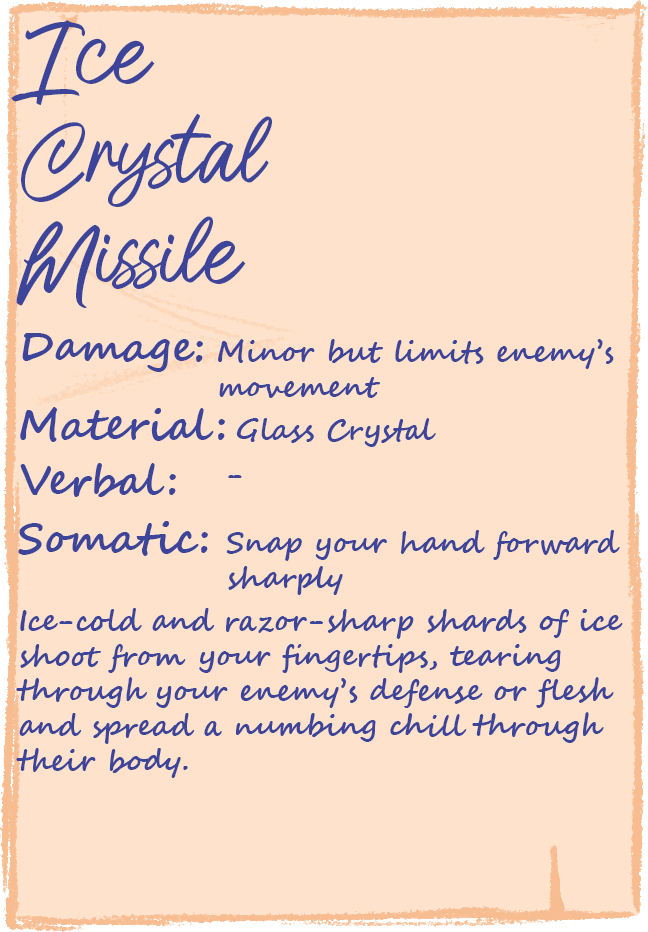 Ice
Crystal
Missile
Damage: Minor but limits enemy's
movement
Material: Glass Crystal
Verbal: -
Somatic: Snap your hand forward
sharply
Ice-cold and razor-sharp shards of ice
shoot from your fingertips, tearing
through your enemy's defense or flesh
and spread a numbing chill through
their body.